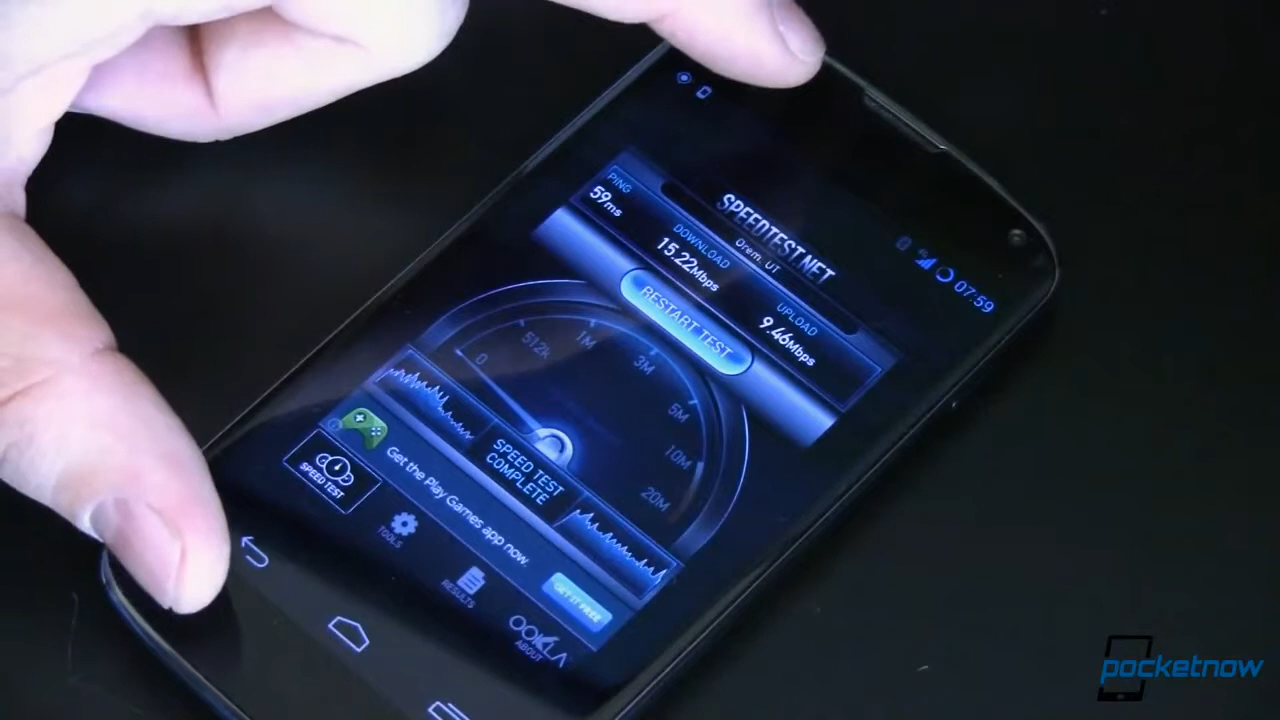 07:59
SPEEDTEST.NET
Orem, UT
PING
59ms
DOWNLOAD
15.22Mbps
UPLOAD
9.46Mbps
RESTART TEST
0
512k
1M
3M
5M
10M
20M
SPEED TEST
COMPLETE
Get the Play Games app now.
GET IT FREE
SPEED TEST
TOOLS
RESULTS
OOKLA
ABOUT
pocketnow